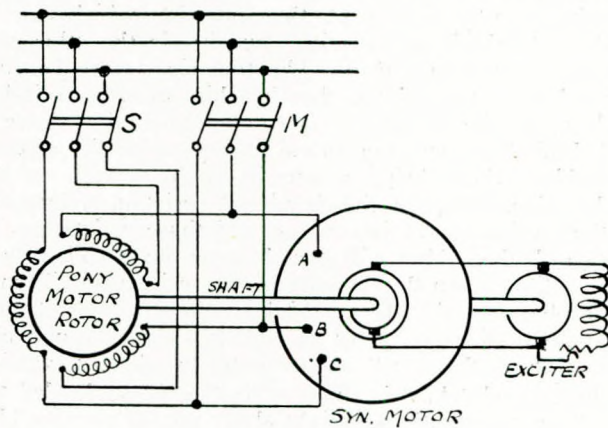 S
M
A
PONY
MOTOR
ROTOR
SHAFT
B
C
EXCITER
SYN. MOTOR